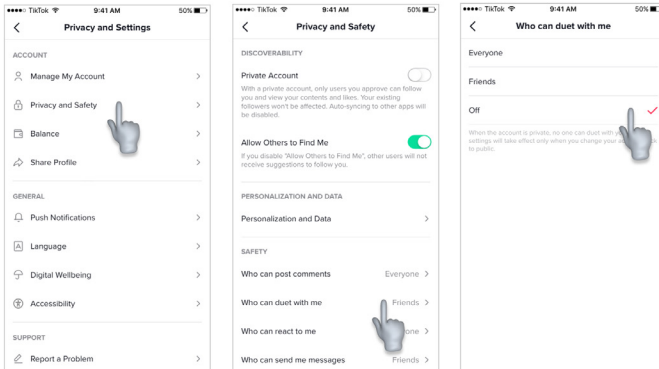 TikTok 9:41 AM 50%
Privacy and Settings
ACCOUNT
Manage My Account
Privacy and Safety
Balance
Share Profile
GENERAL
Push Notifications
Language
Digital Wellbeing
Accessibility
SUPPORT
Report a Problem
TikTok 9:41 AM 50%
Privacy and Safety
DISCOVERABILITY
Private Account
With a private account, only users you approve can follow
you and view your contents and likes. Your existing
followers won't be affected. Auto-syncing to other apps will
be disabled.
Allow Others to Find Me
If you disable "Allow Others to Find Me", other users will not
receive suggestions to follow you.
PERSONALIZATION AND DATA
Personalization and Data
SAFETY
Who can post comments Everyone
Who can duet with me Friends
Who can react to me
Who can send me messages Friends
TikTok 9:41 AM 50%
Who can duet with me
Everyone
Friends
Off
When the account is private, no one can duet with
settings will take effect only when you change your
to public.